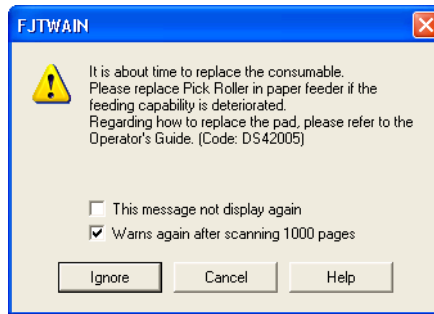 FJTWAIN
It is about time to replace the consumable.
Please replace Pick Roller in paper feeder if the
feeding capability is deteriorated.
Regarding how to replace the pad, please refer to the
Operator's Guide. (Code: DS42005)
This message not display again
Warns again after scanning 1000 pages
Ignore
Cancel
Help